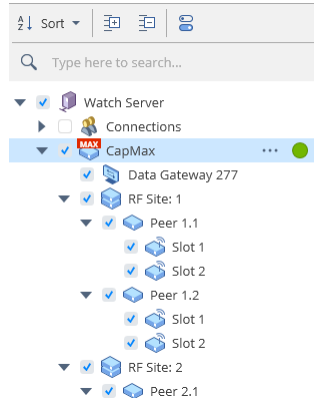 A
Z
Sort
Type here to search...
Watch Server
Connections
MAX
CapMax
Data Gateway 277
RF Site: 1
Peer 1.1
Slot 1
Slot 2
Peer 1.2
Slot 1
Slot 2
RF Site: 2
Peer 2.1